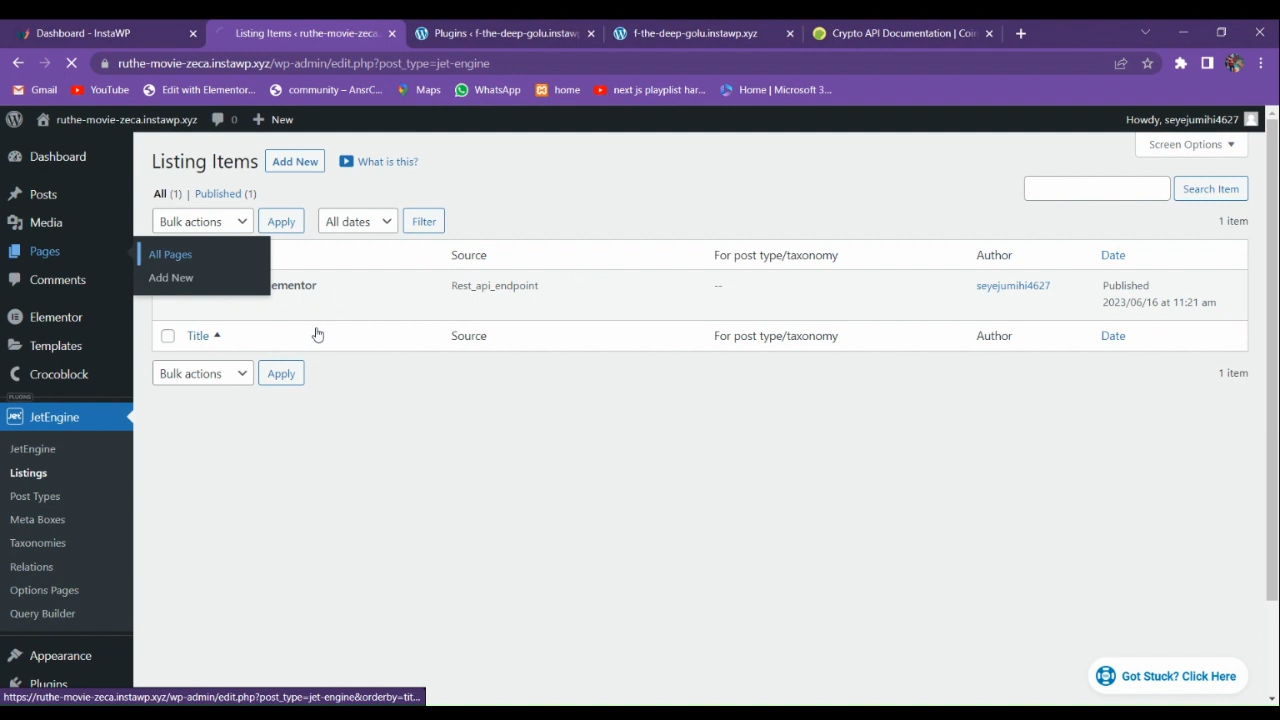 Dashboard - InstaWP
Listing Items ‹ ruthe-movie-zeca.
Plugins ‹ f-the-deep-golu.instaw
f-the-deep-golu.instawp.xyz
Crypto API Documentation | Coin
ruthe-movie-zeca.instawp.xyz/wp-admin/edit.php?post_type=jet-engine
Gmail
YouTube
Edit with Elementor...
community – AnsrC...
Maps
WhatsApp
home
next js playlist har...
Home | Microsoft 3...
ruthe-movie-zeca.instawp.xyz
0
New
Howdy, seyejumihi4627
Screen Options
Dashboard
Posts
Media
Pages
Comments
Elementor
Templates
Crocoblock
PLUGINS
JetEngine
JetEngine
Listings
Post Types
Meta Boxes
Taxonomies
Relations
Options Pages
Query Builder
Appearance
Plugins
All Pages
Add New
Listing Items
Add New
What is this?
All (1) | Published (1)
Search Item
Bulk actions
Apply
All dates
Filter
1 item
Source
For post type/taxonomy
Author
Date
ementor
Rest_api_endpoint
--
seyejumihi4627
Published
2023/06/16 at 11:21 am
Title
Source
For post type/taxonomy
Author
Date
Bulk actions
Apply
1 item
Got Stuck? Click Here
https://ruthe-movie-zeca.instawp.xyz/wp-admin/edit.php?post_type=jet-engine&orderby=tit...